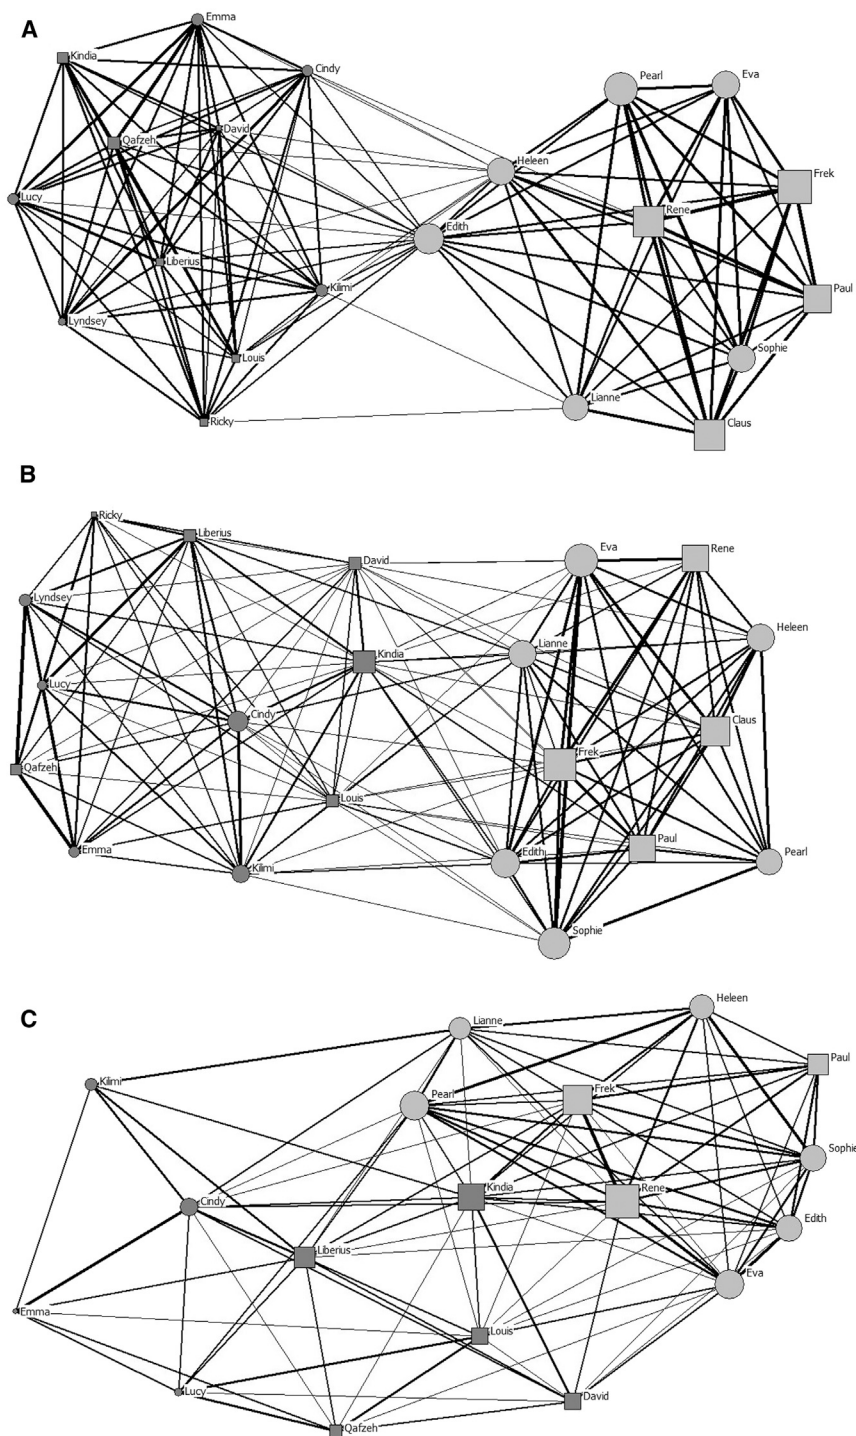 A
Emma
Kindia
Cindy
Pearl
Eva
David
Qafzeh
Heleen
Frek
Lucy
Rene
Edith
Liberius
Kilmi
Paul
Lyndsey
Louis
Sophie
Lianne
Ricky
Claus
B
Ricky
Liberius
David
Eva
Rene
Lyndsey
Heleen
Lianne
Kindia
Lucy
Cindy
Claus
Frek
Qafzeh
Louis
Paul
Emma
Edith
Pearl
Kilmi
Sophie
C
Heleen
Lianne
Paul
Kilmi
Frek
Pearl
Sophie
Kindia
Rene
Cindy
Edith
Liberius
Eva
Emma
Louis
Lucy
David
Qafzeh